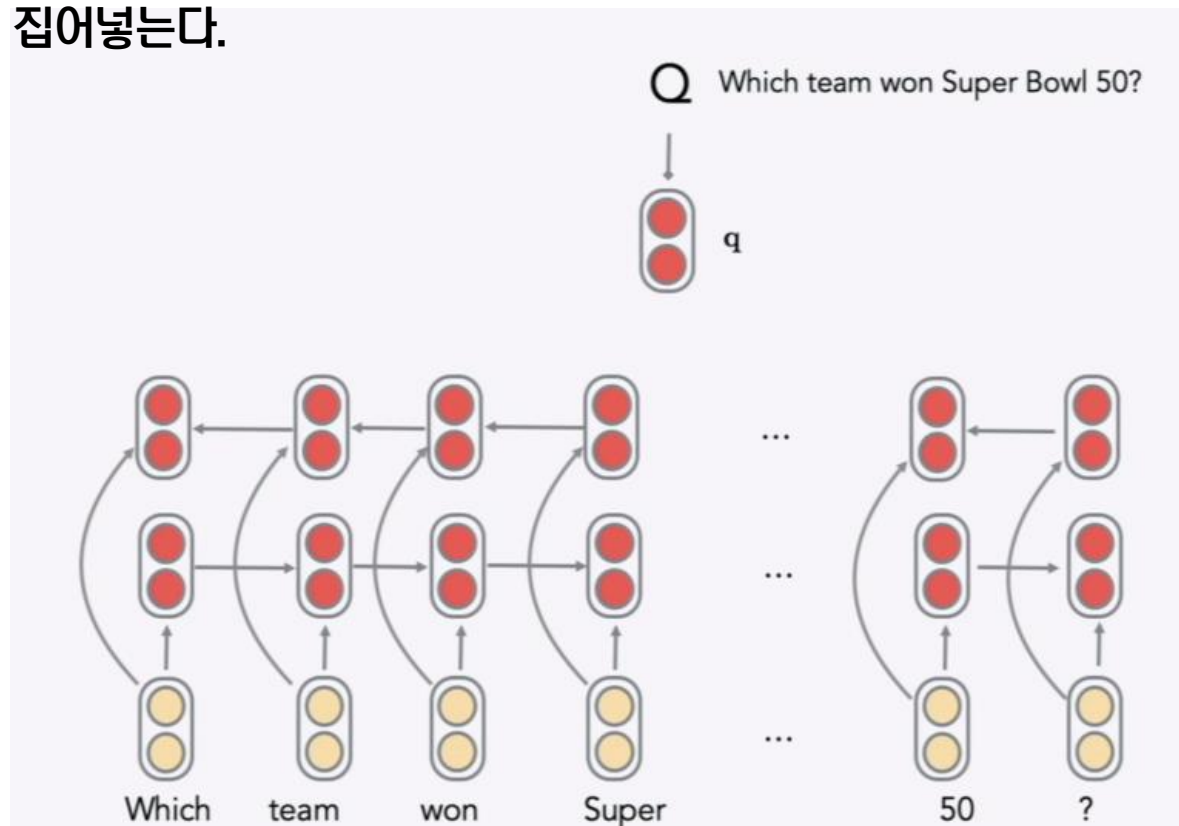 집어넣는다.
Q Which team won Super Bowl 50?
q
...
...
...
Which team won Super 50 ?